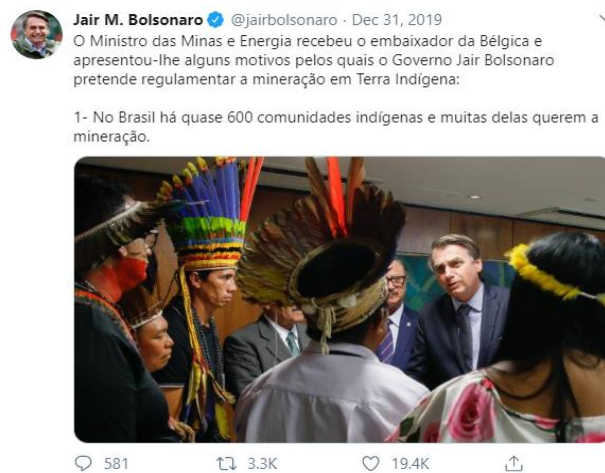 Jair M. Bolsonaro @jairbolsonaro · Dec 31, 2019
O Ministro das Minas e Energia recebeu o embaixador da Bélgica e
apresentou-lhe alguns motivos pelos quais o Governo Jair Bolsonaro
pretende regulamentar a mineração em Terra Indígena:
1- No Brasil há quase 600 comunidades indígenas e muitas delas querem a
mineração.
581 3.3K 19.4K